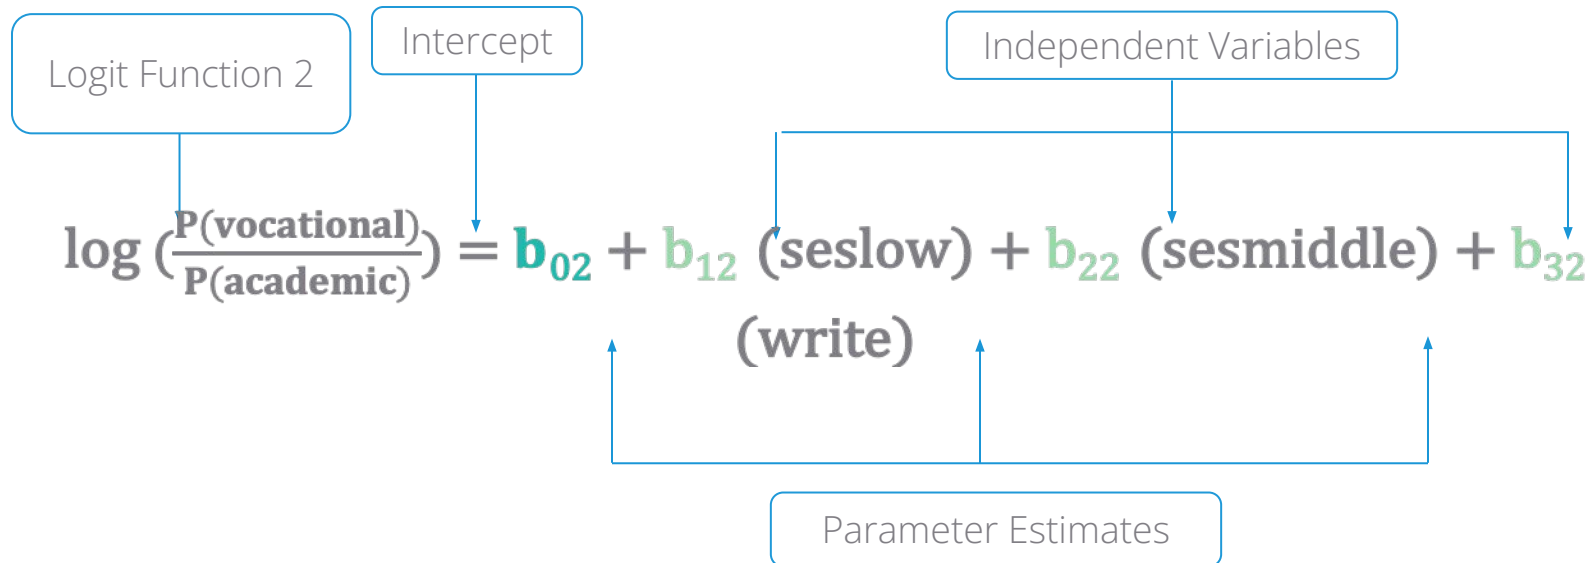 Logit Function 2
Intercept
Independent Variables
log (P(vocational)/P(academic)) = b02 + b12 (seslow) + b22 (sesmiddle) + b32
(write)
Parameter Estimates